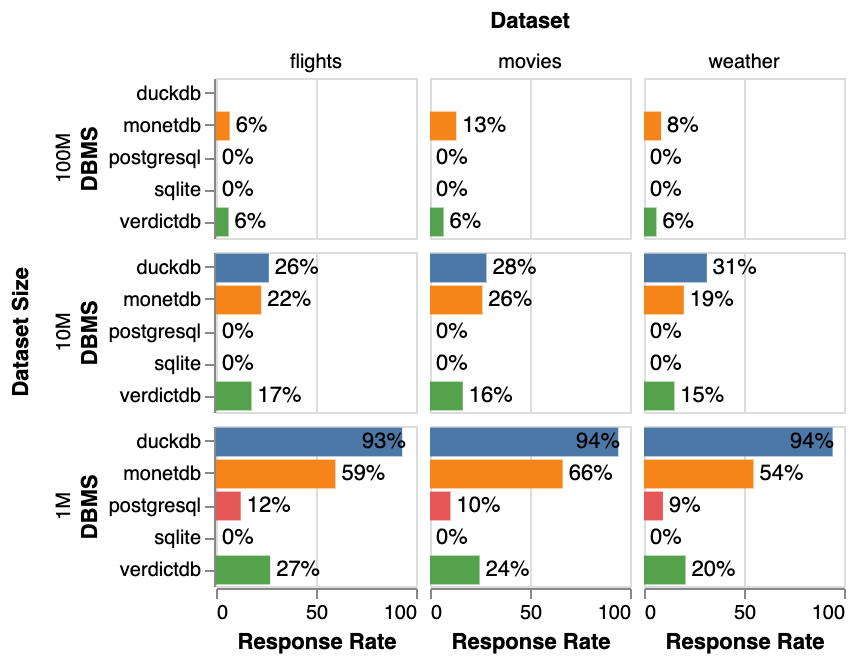 Dataset
flights movies weather
Dataset Size
100M
DBMS
duckdb
monetdb 6% 13% 8%
postgresql 0% 0% 0%
sqlite 0% 0% 0%
verdictdb 6% 6% 6%
10M
DBMS
duckdb 26% 28% 31%
monetdb 22% 26% 19%
postgresql 0% 0% 0%
sqlite 0% 0% 0%
verdictdb 17% 16% 15%
1M
DBMS
duckdb 93% 94% 94%
monetdb 59% 66% 54%
postgresql 12% 10% 9%
sqlite 0% 0% 0%
verdictdb 27% 24% 20%
0 50 100 0 50 100 0 50 100
Response Rate Response Rate Response Rate